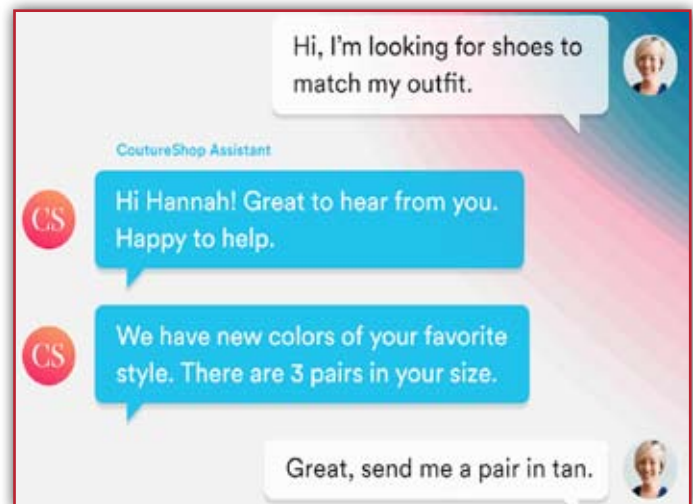 Hi, I'm looking for shoes to
match my outfit.
CoutureShop Assistant
CS
Hi Hannah! Great to hear from you.
Happy to help.
CS
We have new colors of your favorite
style. There are 3 pairs in your size.
Great, send me a pair in tan.